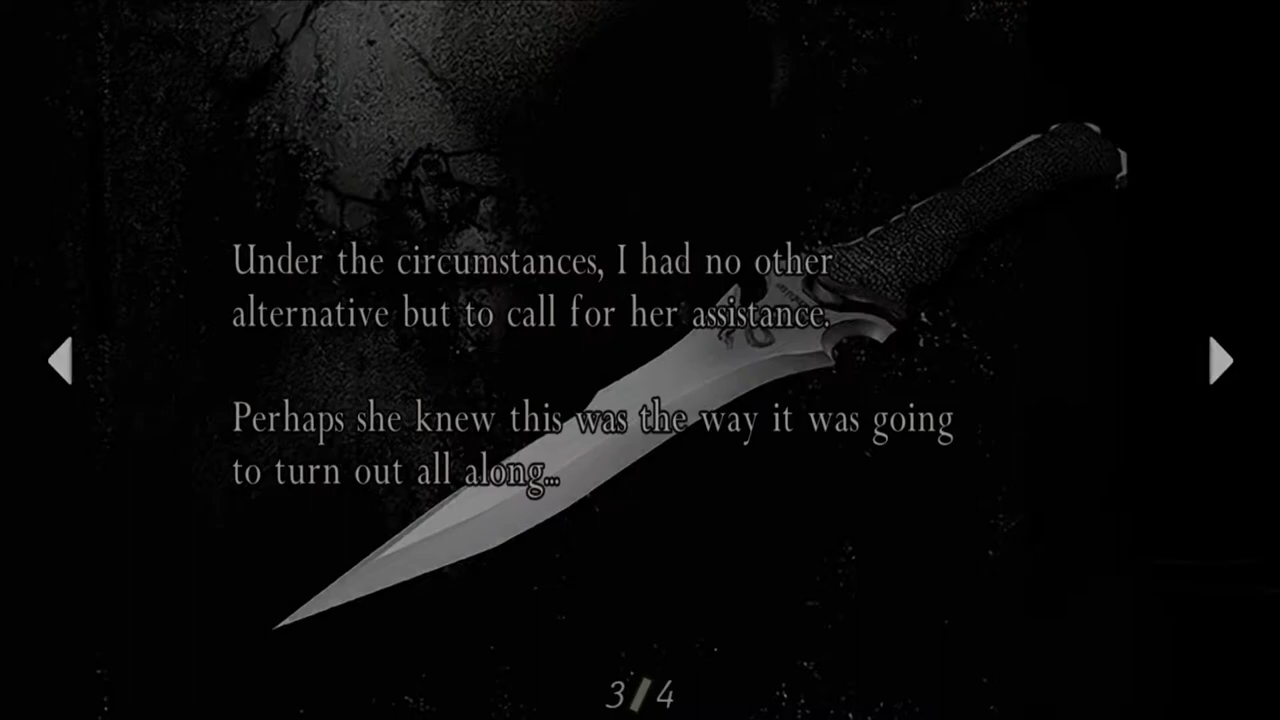 Under the circumstances, I had no other
alternative but to call for her assistance.
Perhaps she knew this was the way it was going
to turn out all along...
3/4